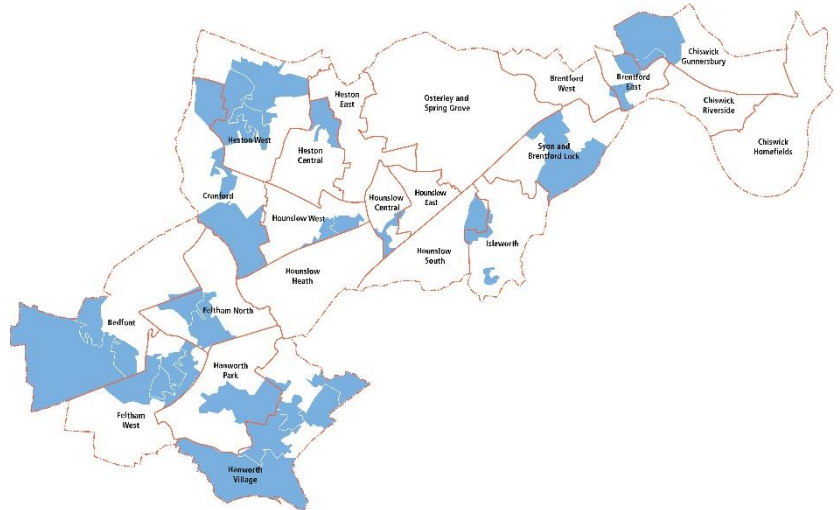 Chiswick
Gunnersbury
Brentford
West
Brentford
East
Heston
East
Osterley and
Spring Grove
Chiswick
Riverside
Heston West
Heston
Central
Syon and
Brentford Lock
Chiswick
Homefields
Cranford
Hounslow West
Hounslow
Central
Hounslow
East
Isleworth
Hounslow
South
Hounslow
Heath
Bedfont
Feltham North
Hanworth
Park
Feltham
West
Hanworth
Village